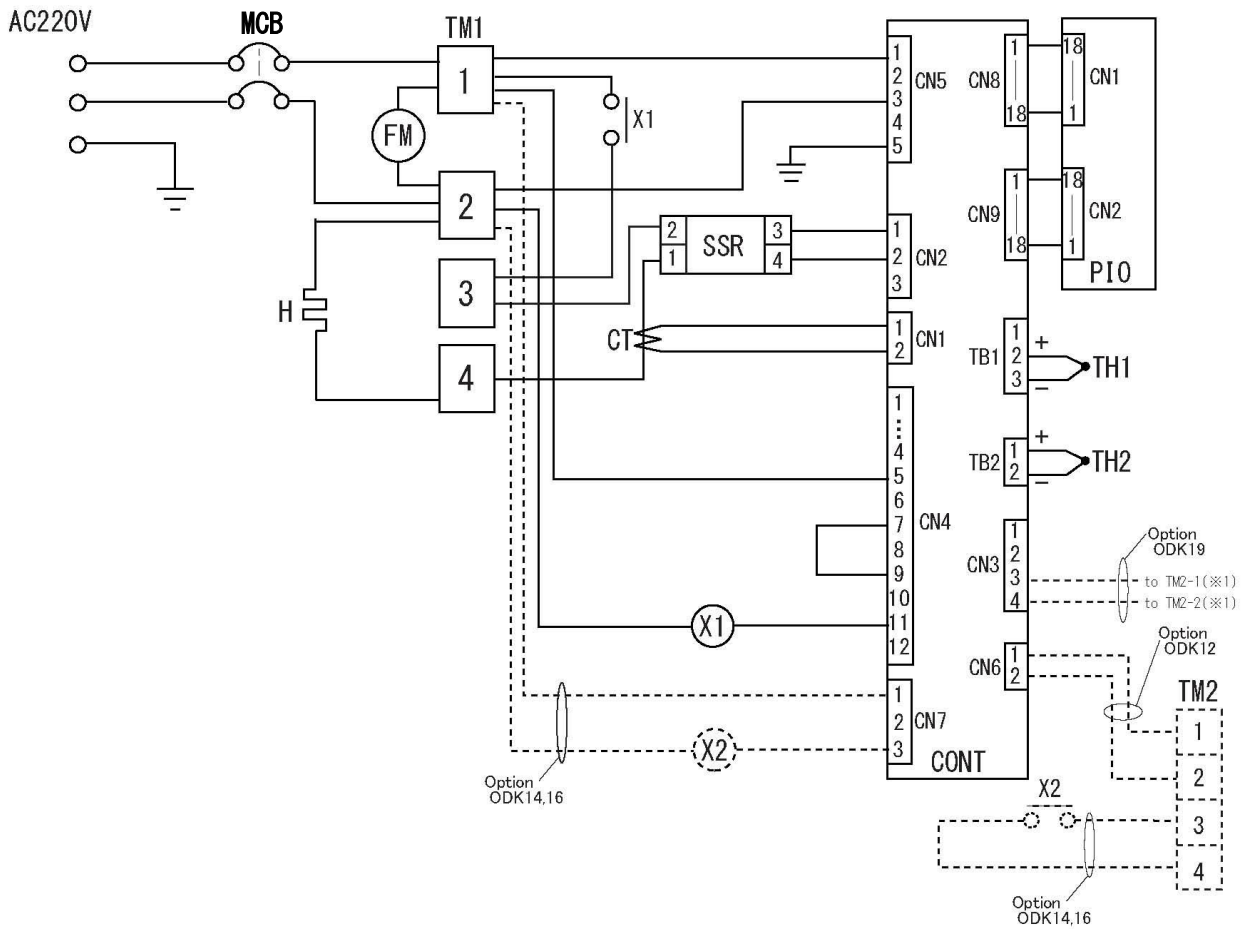 AC220V
MCB
TM1
1
2
3
4
FM
H
X1
2
1
SSR
3
4
CT
1
2
3
4
5
CN5
1
2
3
CN2
1
2
CN1
1
4
5
6
7
8
9
10
11
12
CN4
X1
1
2
3
CN7
X2
Option
ODK14,16
CONT
CN8
1
18
18
1
CN1
CN9
1
18
18
1
CN2
PIO
TB1
1
2
3
+
−
TH1
TB2
1
2
+
−
TH2
CN3
1
2
3
4
Option
ODK19
to TM2-1(※1)
to TM2-2(※1)
CN6
1
2
Option
ODK12
TM2
1
2
3
4
X2
Option
ODK14,16